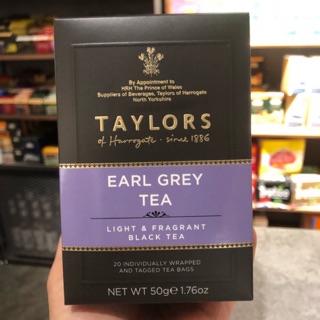 By Appointment to
HRH The Prince of Wales
Suppliers of Beverages, Taylors of Harrogate
North Yorkshire
TAYLORS
of Harrogate · since 1886
EARL GREY
TEA
LIGHT & FRAGRANT
BLACK TEA
20 INDIVIDUALLY WRAPPED
AND TAGGED TEA BAGS
NET WT 50g℮ 1.76oz